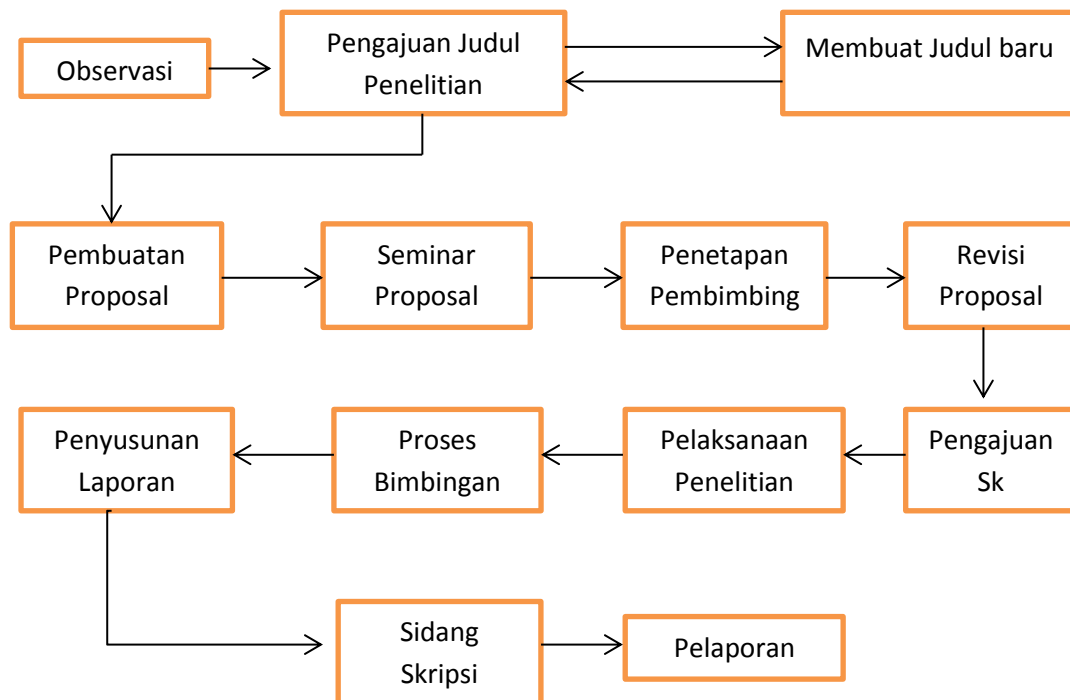 Observasi
Pengajuan Judul
Penelitian
Membuat Judul baru
Pembuatan
Proposal
Seminar
Proposal
Penetapan
Pembimbing
Revisi
Proposal
Penyusunan
Laporan
Proses
Bimbingan
Pelaksanaan
Penelitian
Pengajuan
Sk
Sidang
Skripsi
Pelaporan